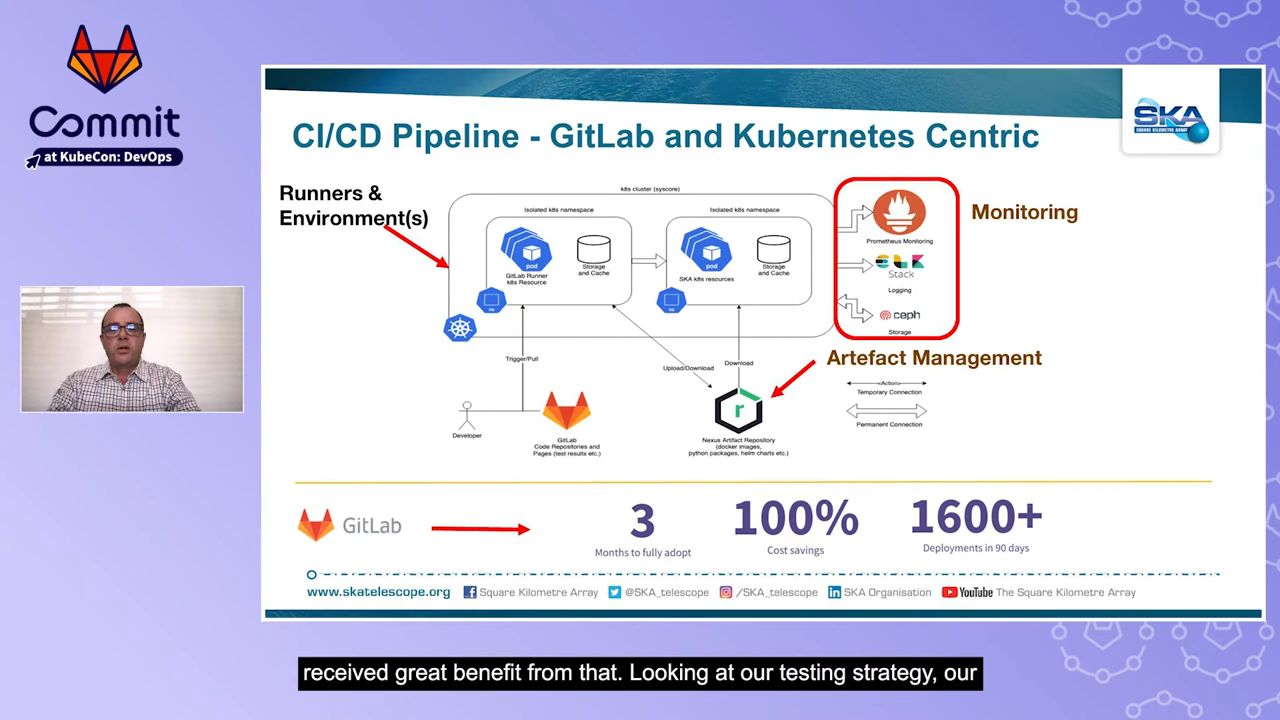 Commit
at KubeCon: DevOps
SKA
SQUARE KILOMETRE ARRAY
CI/CD Pipeline - GitLab and Kubernetes Centric
Runners &
Environment(s)
k8s cluster (syscore)
Isolated k8s namespace
pod
GitLab Runner
k8s Resource
Storage
and Cache
ns
Isolated k8s namespace
pod
SKA k8s resources
Storage
and Cache
ns
Prometheus Monitoring
ELK
Stack
Logging
ceph
Storage
Monitoring
Trigger/Pull
Upload/Download
Download
Artefact Management
<Action>
Temporary Connection
Permanent Connection
Developer
GitLab
Code Repositories and
Pages (test results etc.)
r
Nexus Artifact Repository
(docker images,
python packages, helm charts etc.)
GitLab
3
Months to fully adopt
100%
Cost savings
1600+
Deployments in 90 days
www.skatelescope.org
Square Kilometre Array
@SKA_telescope
/SKA_telescope
SKA Organisation
YouTube The Square Kilometre Array
received great benefit from that. Looking at our testing strategy, our